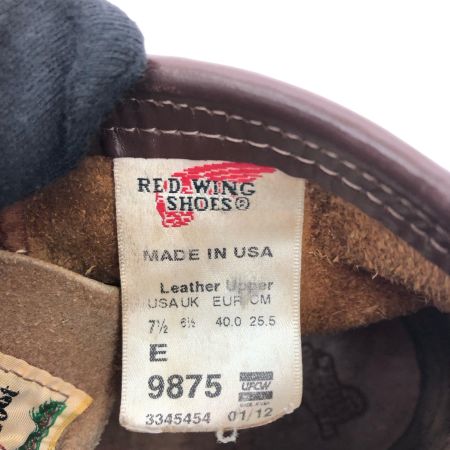 RED WING
SHOES®
MADE IN USA
Leather Upper
USA UK EUR CM
7½ 6½ 40.0 25.5
E
9875 UFCW
3345454 01/12